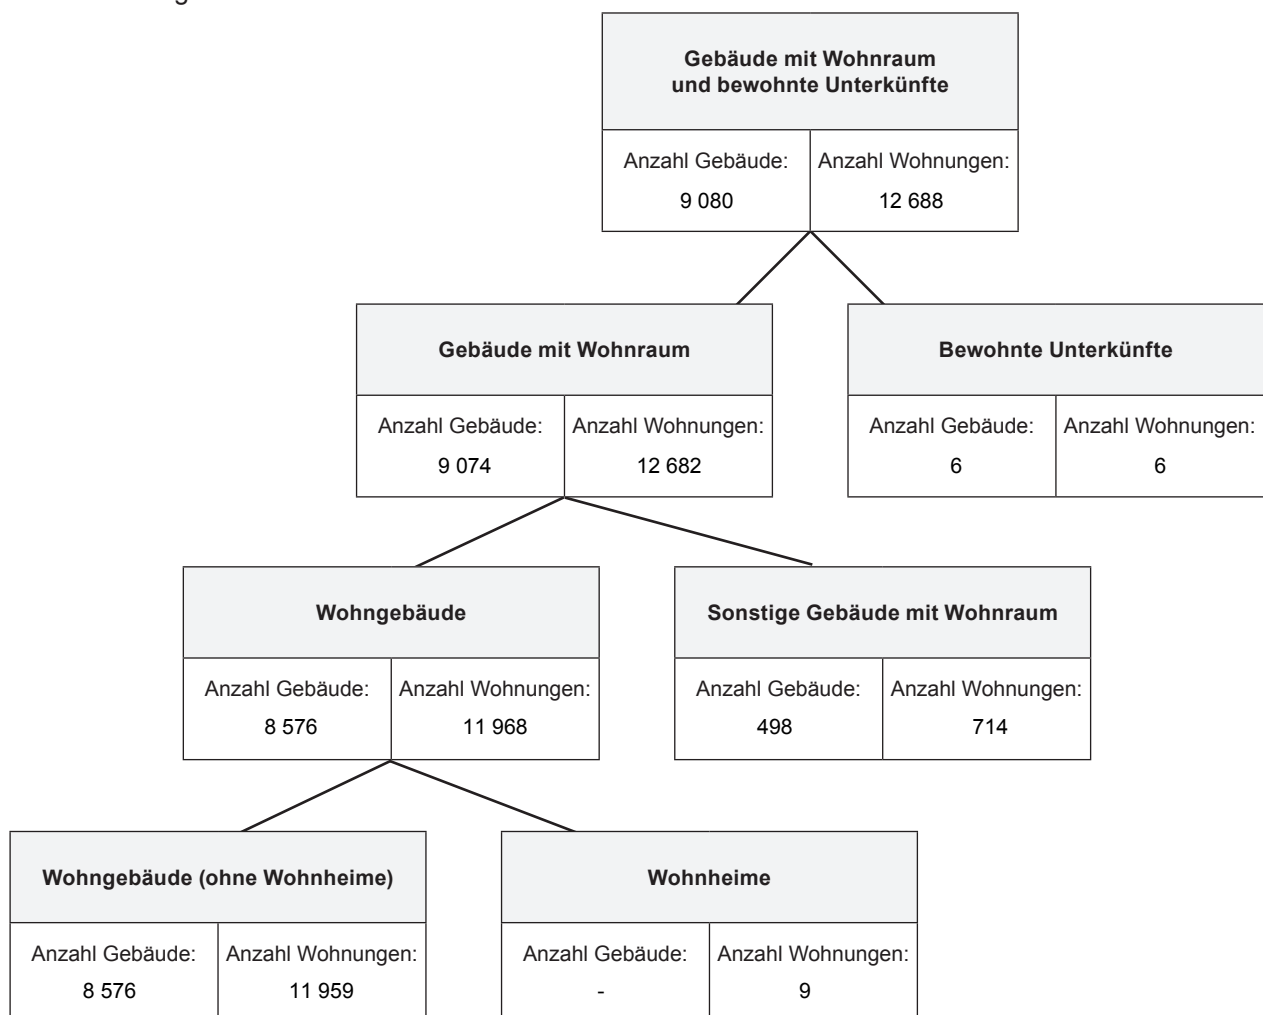 Gebäude mit Wohnraum
und bewohnte Unterkünfte
Anzahl Gebäude: Anzahl Wohnungen:
9 080 12 688
Gebäude mit Wohnraum Bewohnte Unterkünfte
Anzahl Gebäude: Anzahl Wohnungen: Anzahl Gebäude: Anzahl Wohnungen:
9 074 12 682 6 6
Wohngebäude Sonstige Gebäude mit Wohnraum
Anzahl Gebäude: Anzahl Wohnungen: Anzahl Gebäude: Anzahl Wohnungen:
8 576 11 968 498 714
Wohngebäude (ohne Wohnheime) Wohnheime
Anzahl Gebäude: Anzahl Wohnungen: Anzahl Gebäude: Anzahl Wohnungen:
8 576 11 959 - 9